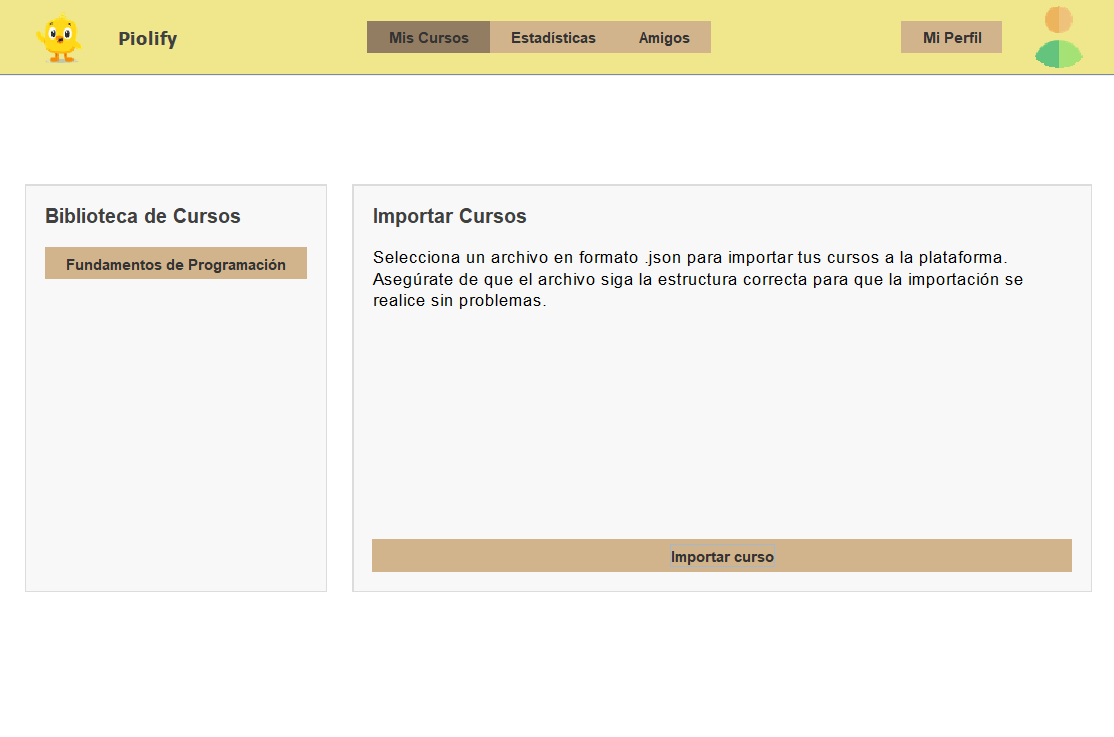 Piolify
Mis Cursos
Estadísticas
Amigos
Mi Perfil
Biblioteca de Cursos
Fundamentos de Programación
Importar Cursos
Selecciona un archivo en formato .json para importar tus cursos a la plataforma.
Asegúrate de que el archivo siga la estructura correcta para que la importación se
realice sin problemas.
Importar curso